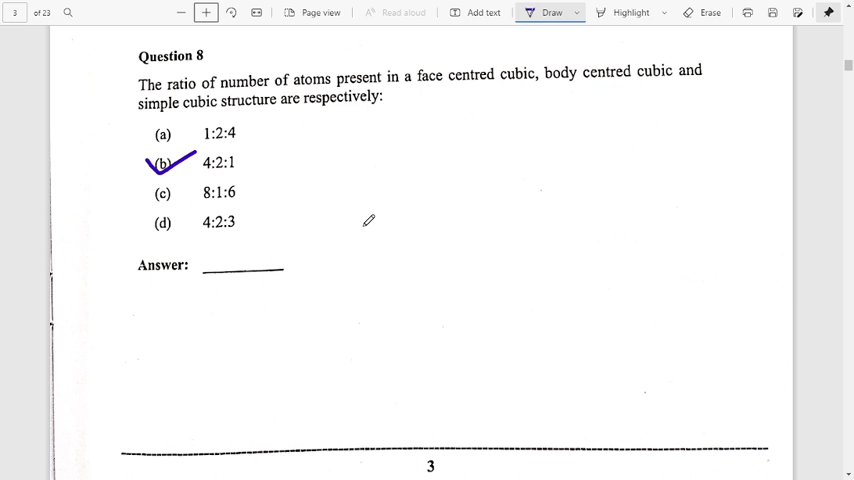 3 of 23 Page view Read aloud Add text Draw Highlight Erase
Question 8
The ratio of number of atoms present in a face centred cubic, body centred cubic and
simple cubic structure are respectively:
(a) 1:2:4
(b) 4:2:1
(c) 8:1:6
(d) 4:2:3
Answer:
3